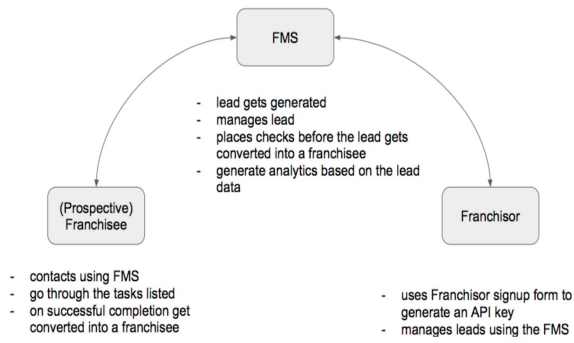 FMS
- lead gets generated
- manages lead
- places checks before the lead gets
converted into a franchisee
- generate analytics based on the lead
data
(Prospective)
Franchisee
Franchisor
- contacts using FMS
- go through the tasks listed
- on successful completion get
converted into a franchisee
- uses Franchisor signup form to
generate an API key
- manages leads using the FMS